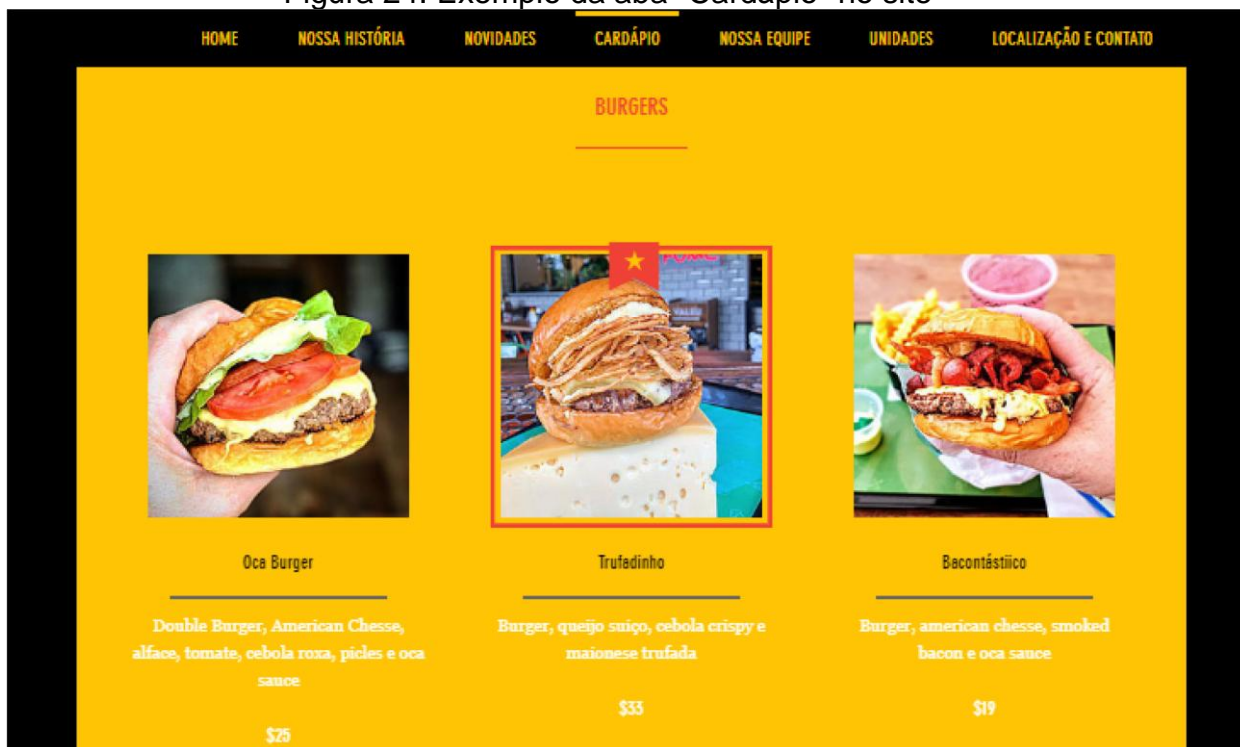 HOME NOSSA HISTÓRIA NOVIDADES CARDÁPIO NOSSA EQUIPE UNIDADES LOCALIZAÇÃO E CONTATO
BURGERS
Oca Burger
Double Burger, American Chesse,
alface, tomate, cebola roxa, picles e oca
sauce
$25
Trufadinho
Burger, queijo suiço, cebola crispy e
maionese trufada
$33
Bacontástiico
Burger, american chesse, smoked
bacon e oca sauce
$19